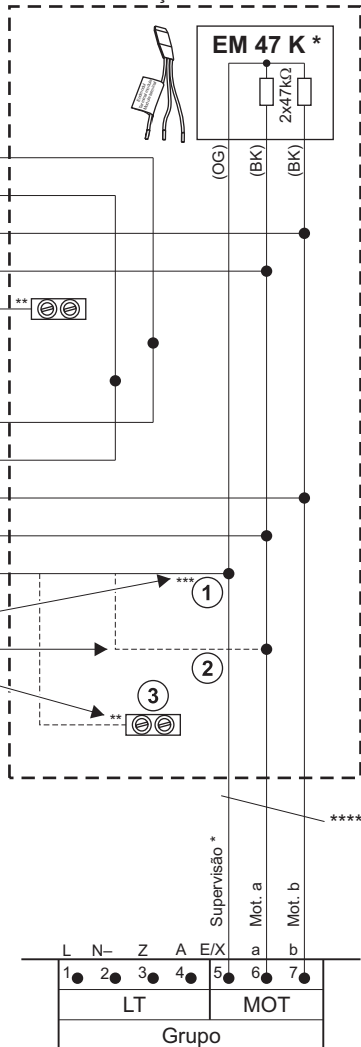 EM 47 K *
2x47kΩ
(OG)
(BK)
(BK)
**
***
1
2
3
**
****
Supervisão *
Mot. a
Mot. b
L N– Z A E/X a b
1 2 3 4 5 6 7
LT MOT
Grupo